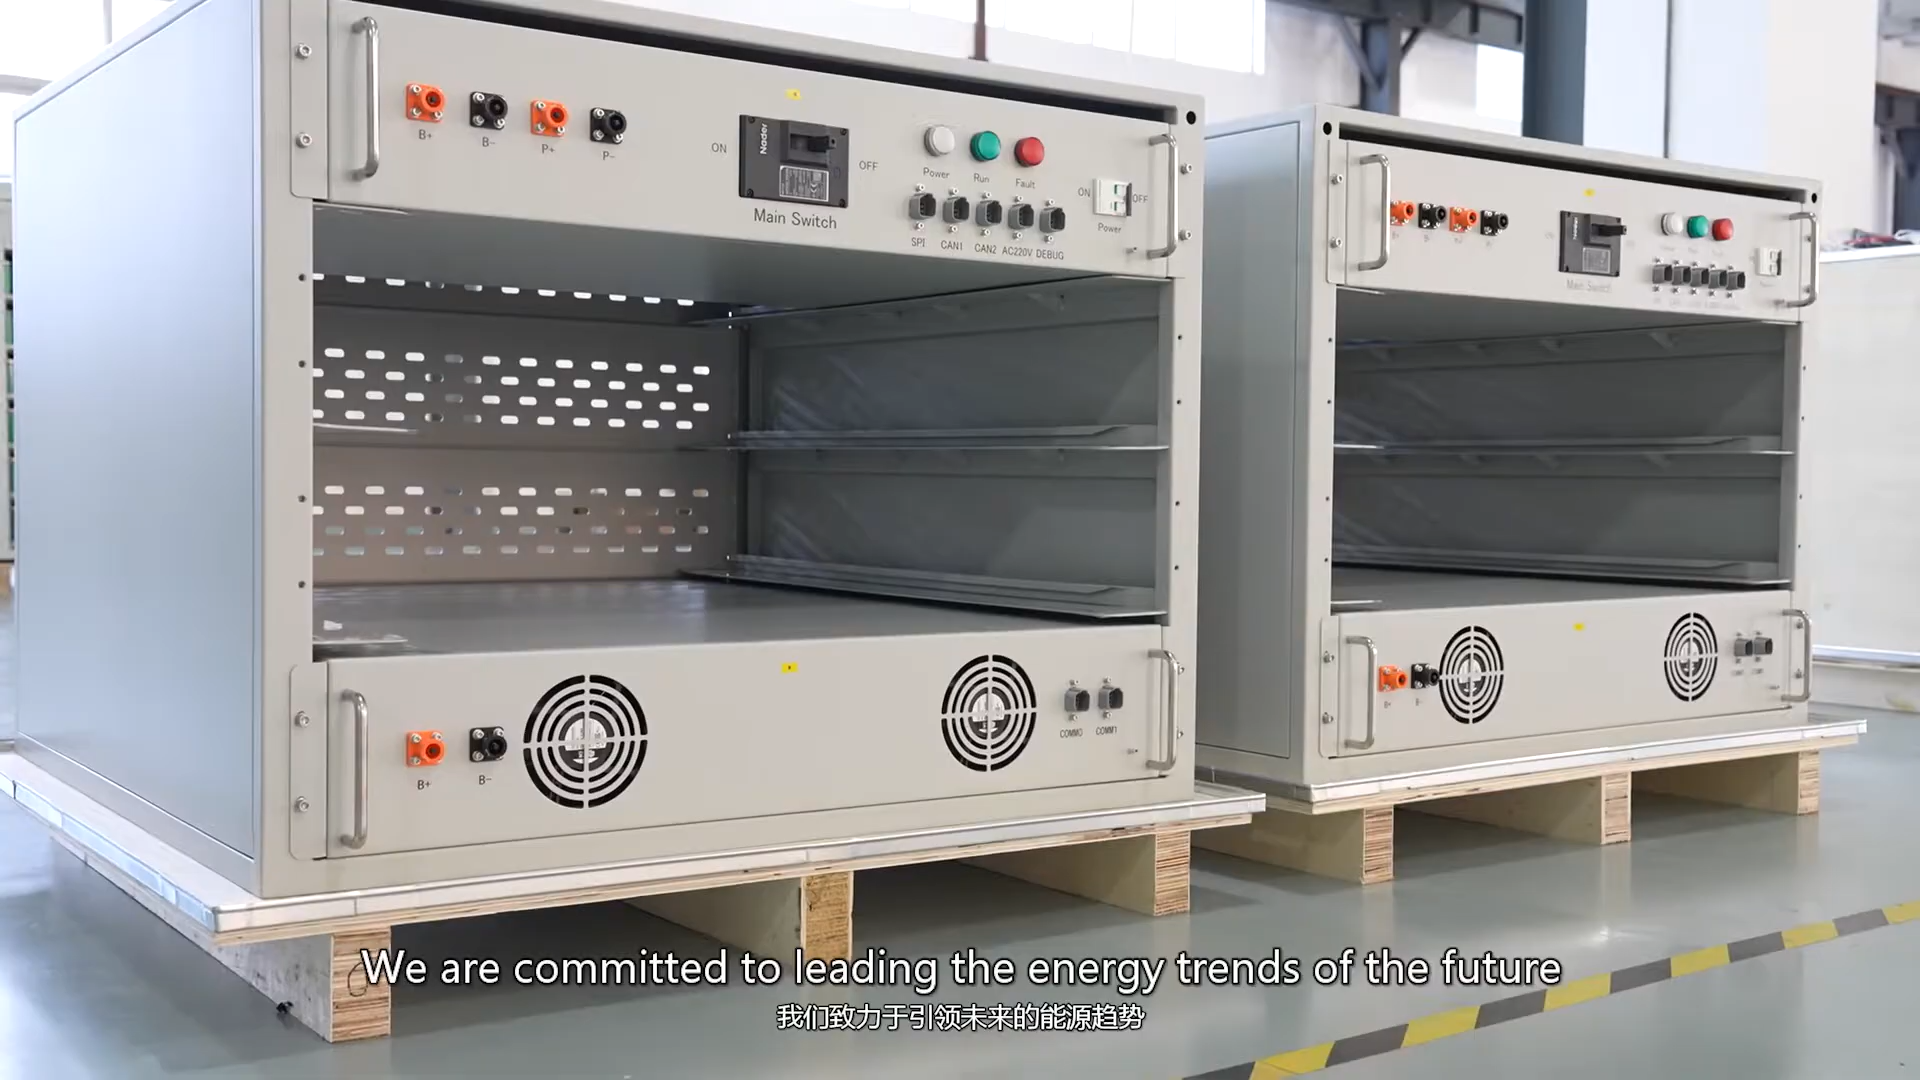 B+
B-
P+
P-
ON
Nader
OFF
Main Switch
Power
Run
Fault
SPI
CAN1
CAN2
AC220V
DEBUG
ON
OFF
Power
B+
B-
COMM0
COMM1
Main Switch
We are committed to leading the energy trends of the future
我们致力于引领未来的能源趋势